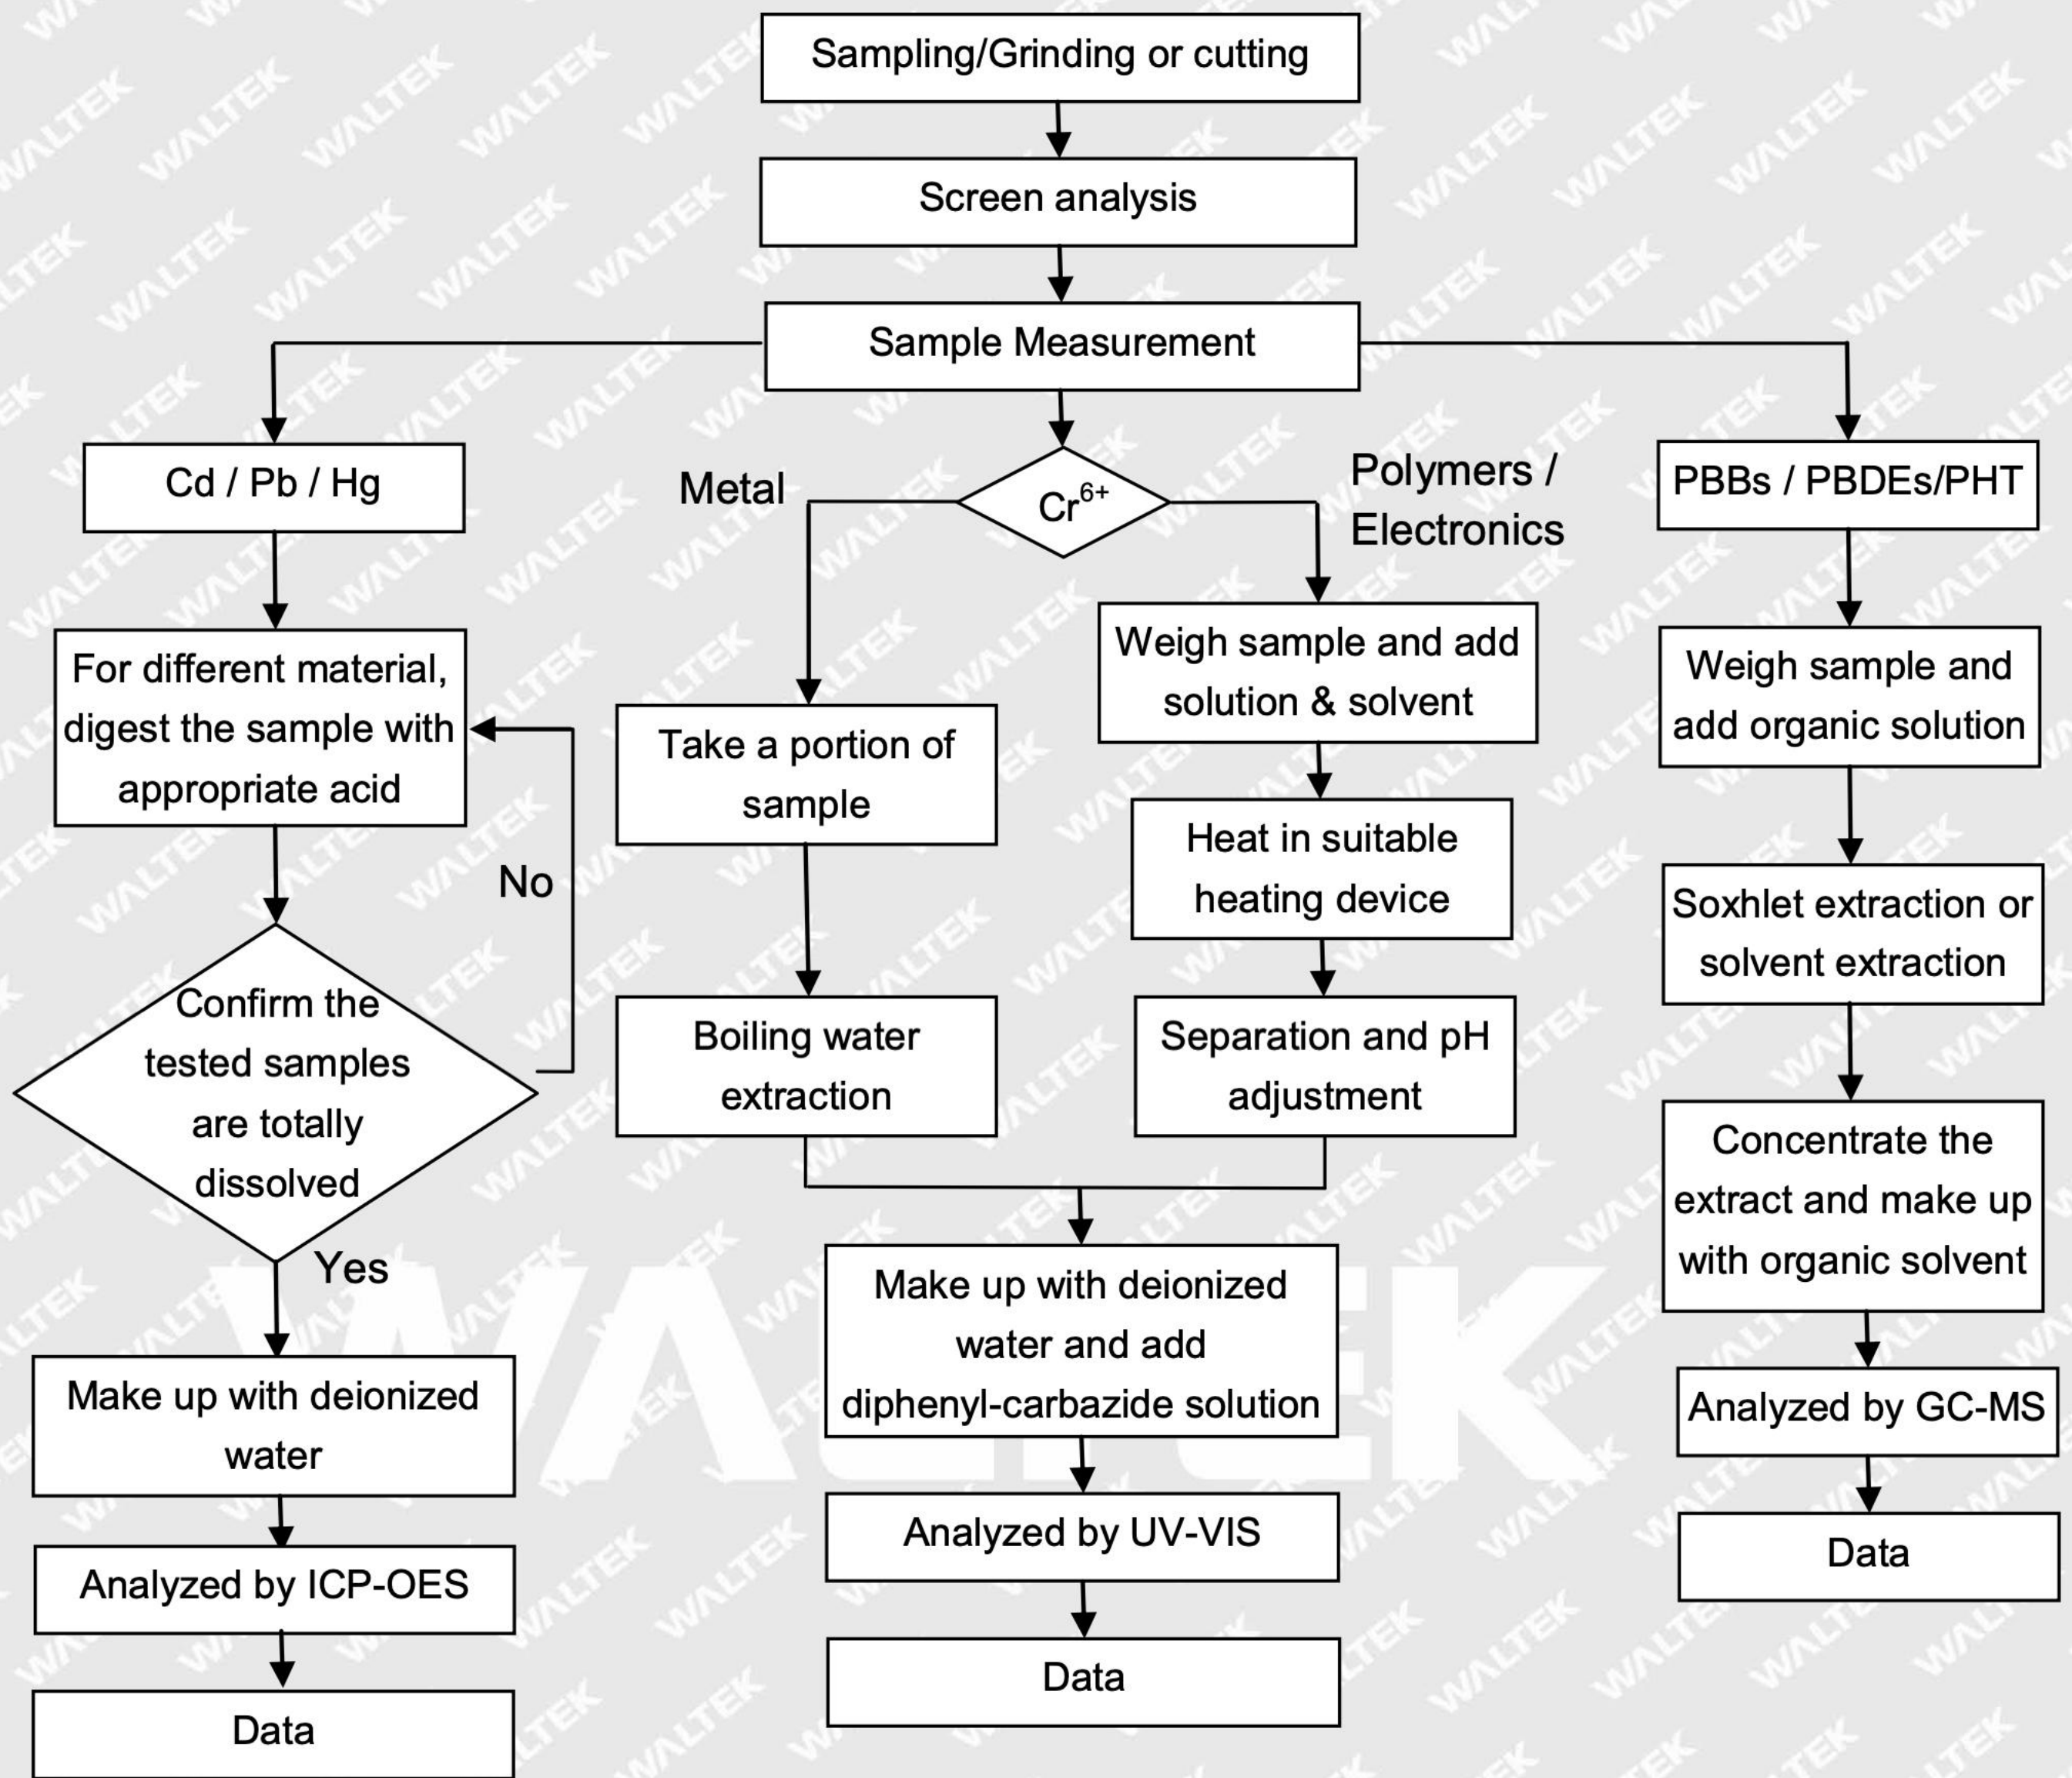 Sampling/Grinding or cutting
Screen analysis
Sample Measurement
Cd / Pb / Hg
For different material,
digest the sample with
appropriate acid
No
Confirm the
tested samples
are totally
dissolved
Yes
Make up with deionized
water
Analyzed by ICP-OES
Data
Cr⁶⁺
Metal
Take a portion of
sample
Boiling water
extraction
Polymers /
Electronics
Weigh sample and add
solution & solvent
Heat in suitable
heating device
Separation and pH
adjustment
Make up with deionized
water and add
diphenyl-carbazide solution
Analyzed by UV-VIS
Data
PBBs / PBDEs/PHT
Weigh sample and
add organic solution
Soxhlet extraction or
solvent extraction
Concentrate the
extract and make up
with organic solvent
Analyzed by GC-MS
Data
WALTEK